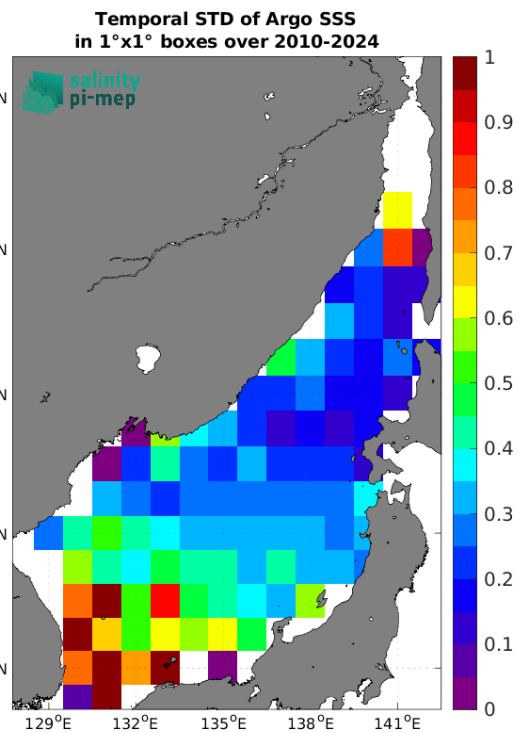 Temporal STD of Argo SSS
in 1°x1° boxes over 2010-2024
salinity
pi-mep
N
N
N
N
N
1
0.9
0.8
0.7
0.6
0.5
0.4
0.3
0.2
0.1
0
129°E 132°E 135°E 138°E 141°E